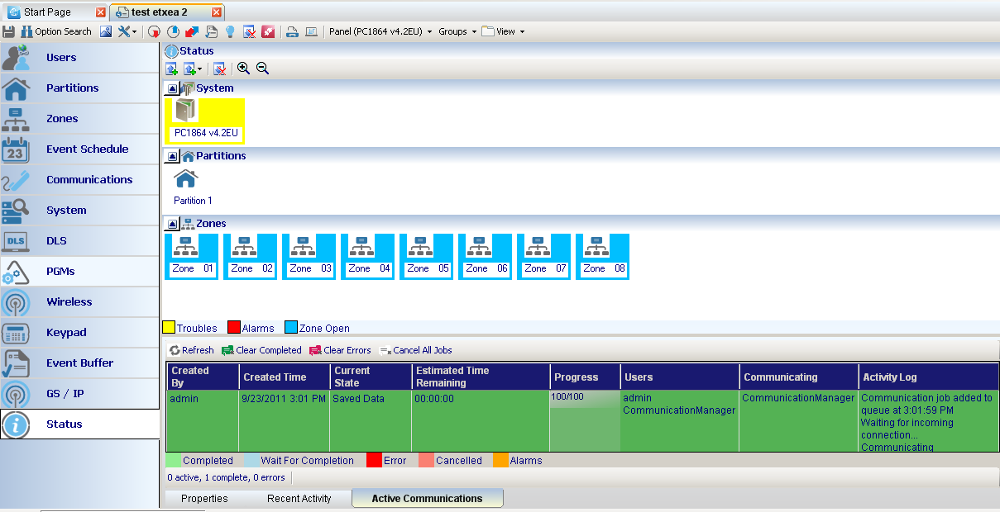 Start Page
test etxea 2
Option Search
Panel (PC1864 v4.2EU)
Groups
View
Users
Partitions
Zones
23
Event Schedule
Communications
System
DLS
DLS
PGMs
Wireless
Keypad
Event Buffer
GS / IP
Status
Status
System
PC1864 v4.2EU
Partitions
Partition 1
Zones
Zone 01
Zone 02
Zone 03
Zone 04
Zone 05
Zone 06
Zone 07
Zone 08
Troubles
Alarms
Zone Open
Refresh
Clear Completed
Clear Errors
Cancel All Jobs
Created
By
Created Time
Current
State
Estimated Time
Remaining
Progress
Users
Communicating
Activity Log
admin
9/23/2011 3:01 PM
Saved Data
00:00:00
100/100
admin
CommunicationManager
CommunicationManager
Communication job added to
queue at 3:01:59 PM
Waiting for incoming
connection...
Communicating
Completed
Wait For Completion
Error
Cancelled
Alarms
0 active, 1 complete, 0 errors
Properties
Recent Activity
Active Communications